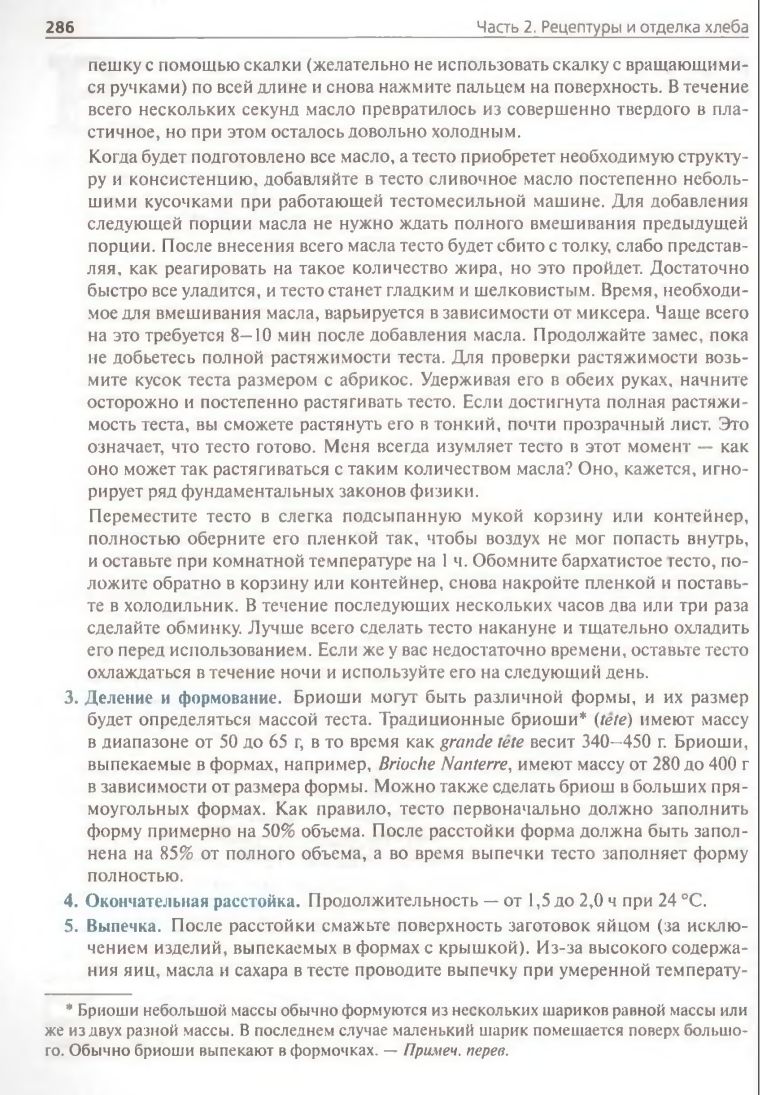 286
Часть 2. Рецептуры и отделка хлеба
пешку с помощью скалки (желательно не использовать скалку с вращающими-
ся ручками) по всей длине и снова нажмите пальцем на поверхность. В течение
всего нескольких секунд масло превратилось из совершенно твердого в пла-
стичное, но при этом осталось довольно холодным.
Когда будет подготовлено все масло, а тесто приобретет необходимую структу-
ру и консистенцию, добавляйте в тесто сливочное масло постепенно неболь-
шими кусочками при работающей тестомесильной машине. Для добавления
следующей порции масла не нужно ждать полного вмешивания предыдущей
порции. После внесения всего масла тесто будет сбито с толку, слабо представ-
ляя, как реагировать на такое количество жира, но это пройдет. Достаточно
быстро все уладится, и тесто станет гладким и шелковистым. Время, необходи-
мое для вмешивания масла, варьируется в зависимости от миксера. Чаще всего
на это требуется 8—10 мин после добавления масла. Продолжайте замес, пока
не добьетесь полной растяжимости теста. Для проверки растяжимости возь-
мите кусок теста размером с абрикос. Удерживая его в обеих руках, начните
осторожно и постепенно растягивать тесто. Если достигнута полная растяжи-
мость теста, вы сможете растянуть его в тонкий, почти прозрачный лист. Это
означает, что тесто готово. Меня всегда изумляет тесто в этот момент — как
оно может так растягиваться с таким количеством масла? Оно, кажется, игно-
рирует ряд фундаментальных законов физики.
Переместите тесто в слегка подсыпанную мукой корзину или контейнер,
полностью оберните его пленкой так, чтобы воздух не мог попасть внутрь,
и оставьте при комнатной температуре на 1 ч. Обомните бархатистое тесто, по-
ложите обратно в корзину или контейнер, снова накройте пленкой и поставь-
те в холодильник. В течение последующих нескольких часов два или три раза
сделайте обминку. Лучше всего сделать тесто накануне и тщательно охладить
его перед использованием. Если же у вас недостаточно времени, оставьте тесто
охлаждаться в течение ночи и используйте его на следующий день.
3. Деление и формование. Бриоши могут быть различной формы, и их размер
будет определяться массой теста. Традиционные бриоши* (tête) имеют массу
в диапазоне от 50 до 65 г, в то время как grande tête весит 340—450 г. Бриоши,
выпекаемые в формах, например, Brioche Nanterre, имеют массу от 280 до 400 г
в зависимости от размера формы. Можно также сделать бриош в больших пря-
моугольных формах. Как правило, тесто первоначально должно заполнить
форму примерно на 50% объема. После расстойки форма должна быть запол-
нена на 85% от полного объема, а во время выпечки тесто заполняет форму
полностью.
4. Окончательная расстойка. Продолжительность — от 1,5 до 2,0 ч при 24 °С.
5. Выпечка. После расстойки смажьте поверхность заготовок яйцом (за исклю-
чением изделий, выпекаемых в формах с крышкой). Из-за высокого содержа-
ния яиц, масла и сахара в тесте проводите выпечку при умеренной температу-
* Бриоши небольшой массы обычно формуются из нескольких шариков равной массы или
же из двух разной массы. В последнем случае маленький шарик помещается поверх большо-
го. Обычно бриоши выпекают в формочках. — Примеч. перев.